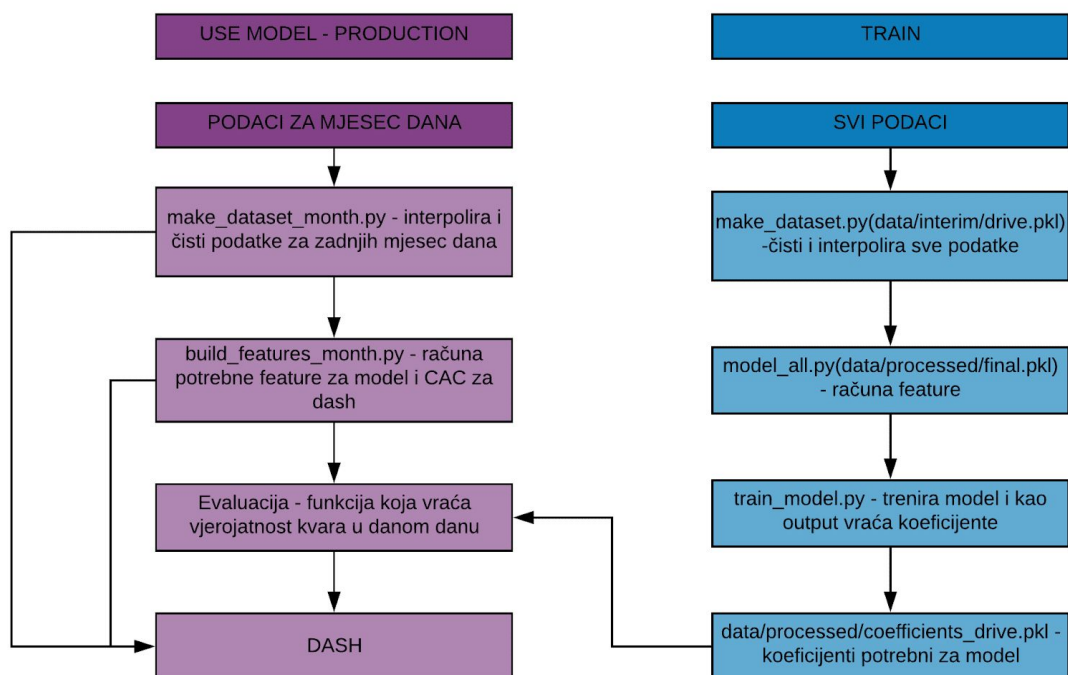 USE MODEL - PRODUCTION
PODACI ZA MJESEC DANA
make_dataset_month.py - interpolira i
čisti podatke za zadnjih mjesec dana
build_features_month.py - računa
potrebne feature za model i CAC za
dash
Evaluacija - funkcija koja vraća
vjerojatnost kvara u danom danu
DASH
TRAIN
SVI PODACI
make_dataset.py(data/interim/drive.pkl)
-čisti i interpolira sve podatke
model_all.py(data/processed/final.pkl)
- računa feature
train_model.py - trenira model i kao
output vraća koeficijente
data/processed/coefficients_drive.pkl -
koeficijenti potrebni za model